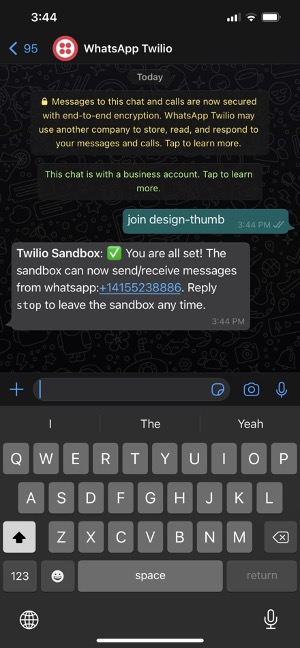 3:44
95
WhatsApp Twilio
Today
Messages to this chat and calls are now secured
with end-to-end encryption. WhatsApp Twilio may
use another company to store, read, and respond to
your messages and calls. Tap to learn more.
This chat is with a business account. Tap to learn
more.
join design-thumb
3:44 PM
Twilio Sandbox: ✅ You are all set! The
sandbox can now send/receive messages
from whatsapp:+14155238886. Reply
stop to leave the sandbox any time.
3:44 PM
I The Yeah
Q W E R T Y U I O P
A S D F G H J K L
Z X C V B N M
123 space return